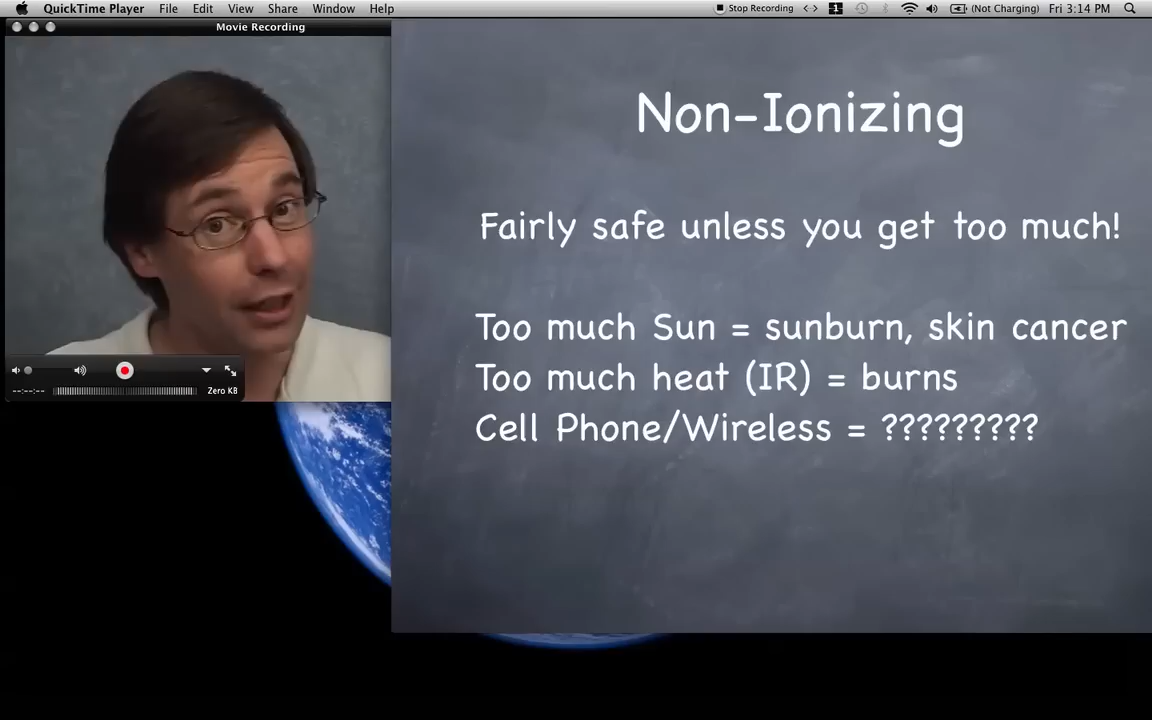 QuickTime Player File Edit View Share Window Help Stop Recording 1 (Not Charging) Fri 3:14 PM
Movie Recording
Non-Ionizing
Fairly safe unless you get too much!
Too much Sun = sunburn, skin cancer
Too much heat (IR) = burns
Cell Phone/Wireless = ?????????
--:--:-- Zero KB